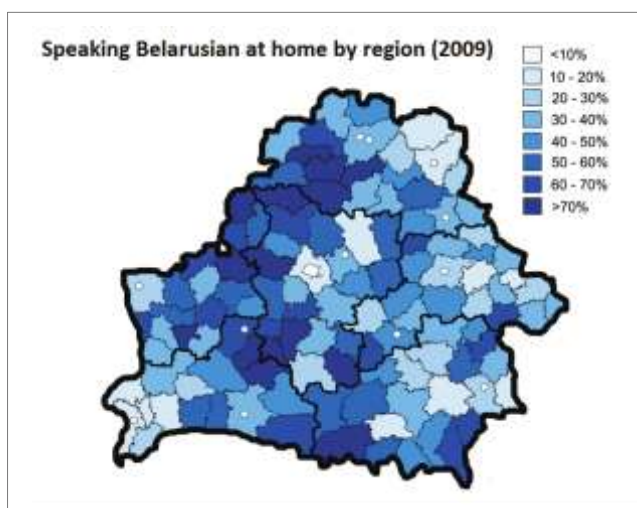 Speaking Belarusian at home by region (2009)
<10%
10 - 20%
20 - 30%
30 - 40%
40 - 50%
50 - 60%
60 - 70%
>70%